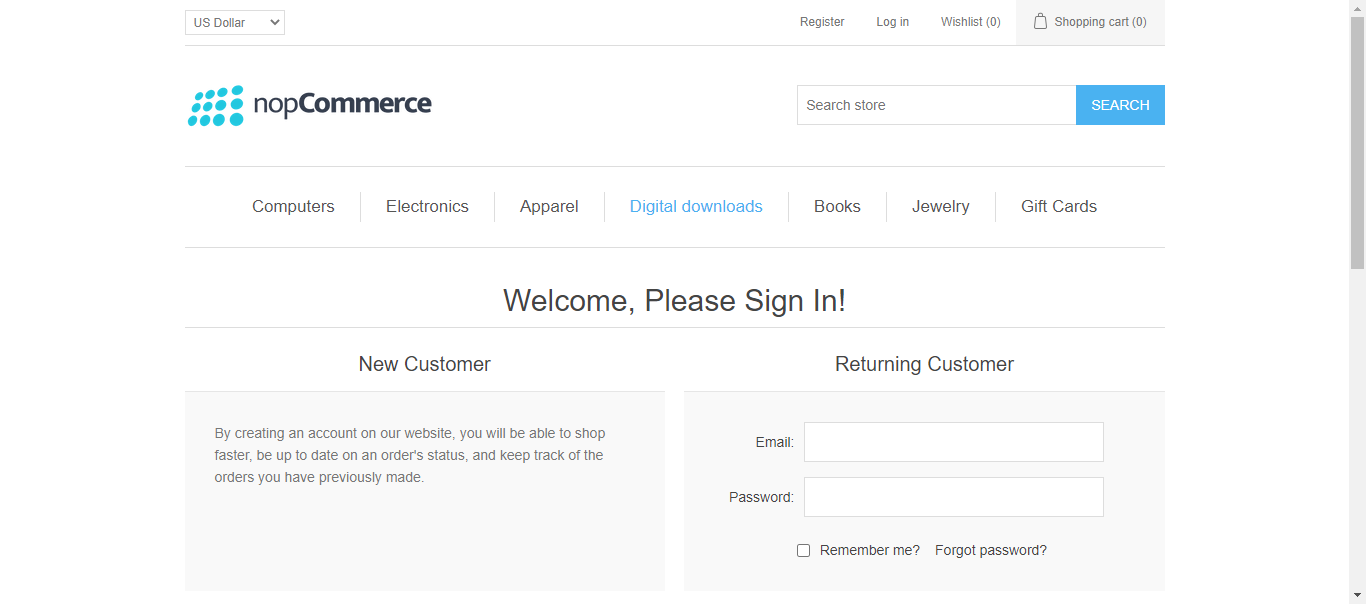 US Dollar Register Log in Wishlist (0) Shopping cart (0)
nopCommerce Search store SEARCH
Computers Electronics Apparel Digital downloads Books Jewelry Gift Cards
Welcome, Please Sign In!
New Customer
By creating an account on our website, you will be able to shop
faster, be up to date on an order's status, and keep track of the
orders you have previously made.
Returning Customer
Email:
Password:
Remember me? Forgot password?